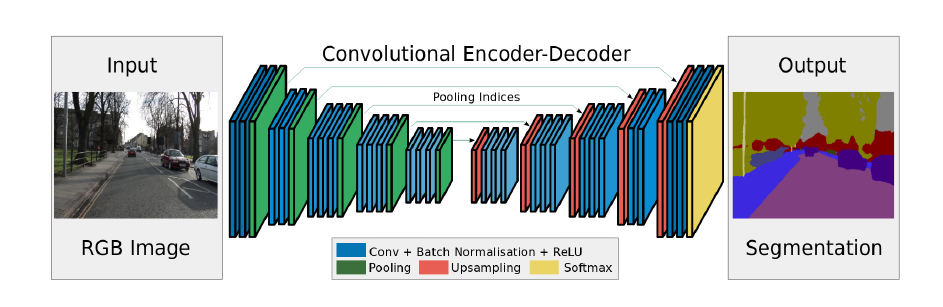 Convolutional Encoder-Decoder
Input
Output
Pooling Indices
RGB Image
Segmentation
Conv + Batch Normalisation + ReLU
Pooling Upsampling Softmax